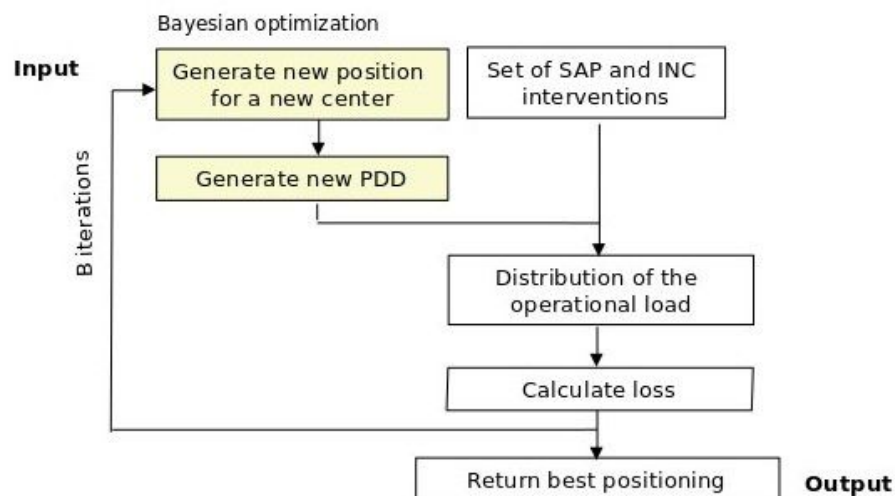 Bayesian optimization
Input
Generate new position
for a new center
Set of SAP and INC
interventions
Generate new PDD
B iterations
Distribution of the
operational load
Calculate loss
Return best positioning
Output